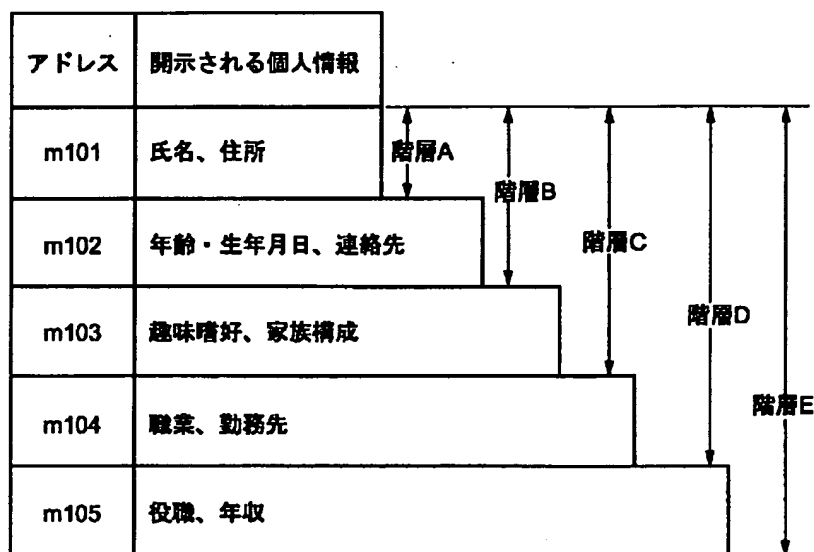 アドレス 開示される個人情報
m101 氏名、住所 階層A
階層B
m102 年齢・生年月日、連絡先 階層C
m103 趣味嗜好、家族構成 階層D
m104 職業、勤務先 階層E
m105 役職、年収